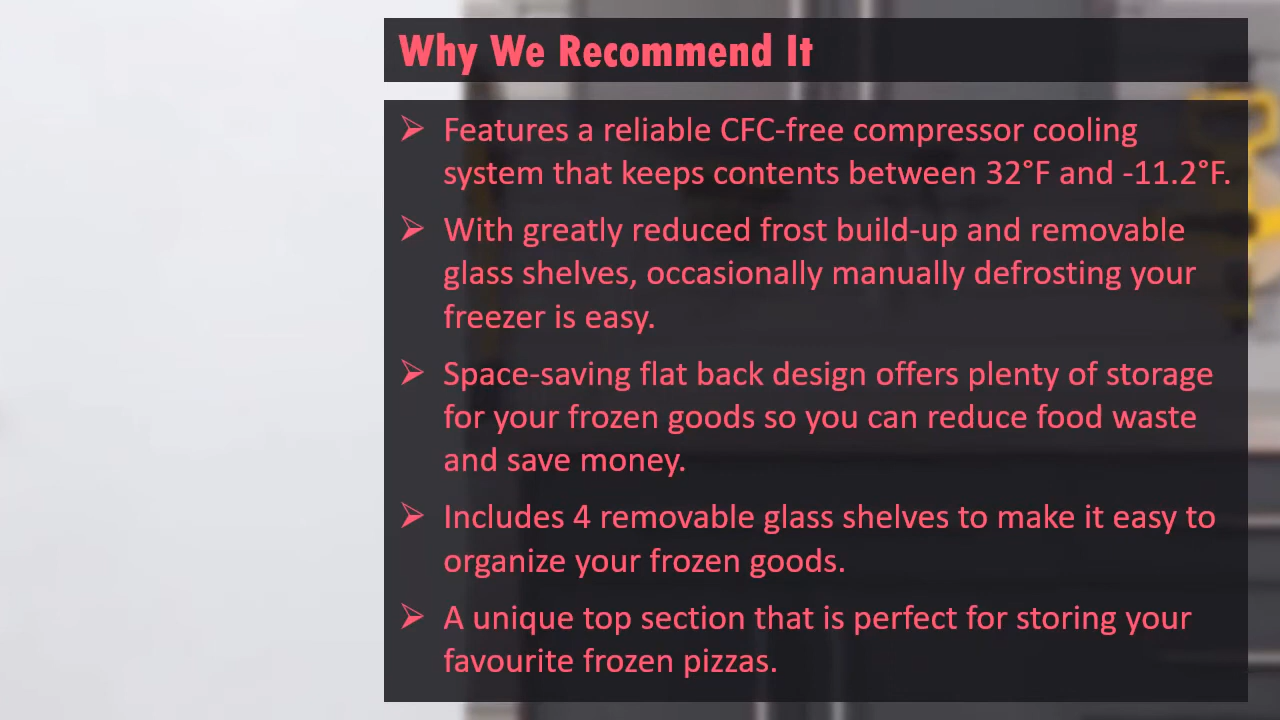 Why We Recommend It
➢ Features a reliable CFC-free compressor cooling
system that keeps contents between 32°F and -11.2°F.
➢ With greatly reduced frost build-up and removable
glass shelves, occasionally manually defrosting your
freezer is easy.
➢ Space-saving flat back design offers plenty of storage
for your frozen goods so you can reduce food waste
and save money.
➢ Includes 4 removable glass shelves to make it easy to
organize your frozen goods.
➢ A unique top section that is perfect for storing your
favourite frozen pizzas.